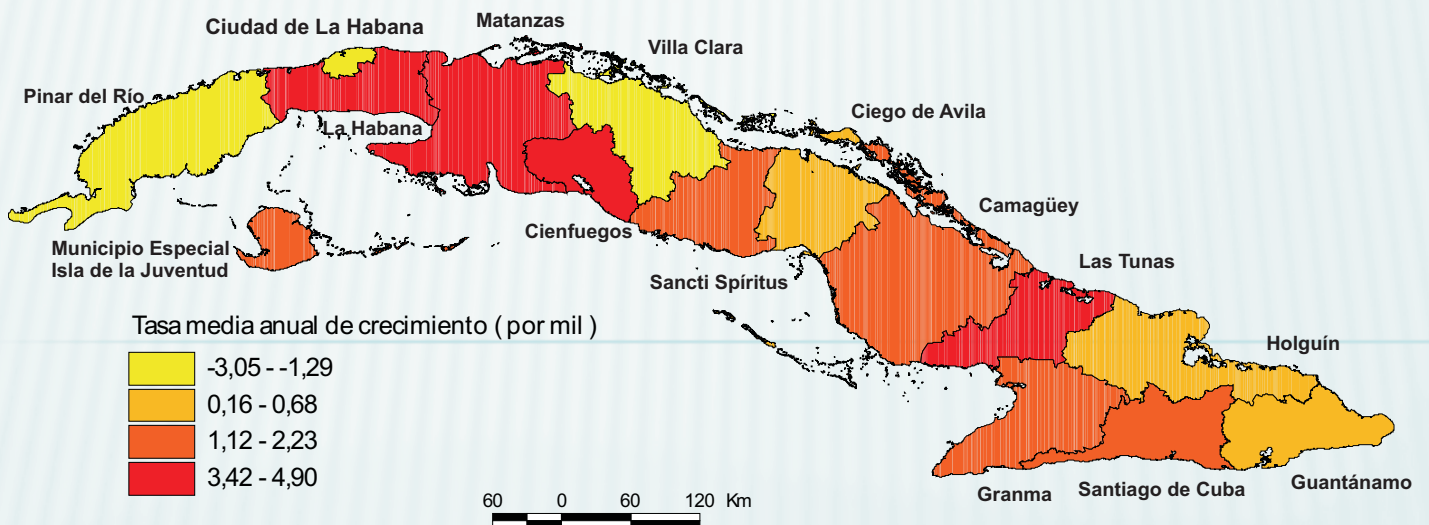 Matanzas
Ciudad de La Habana
Villa Clara
Pinar del Río
Ciego de Avila
La Habana
Camagüey
Cienfuegos
Municipio Especial
Isla de la Juventud
Las Tunas
Sancti Spíritus
Tasa media anual de crecimiento ( por mil )
Holguín
-3,05 - -1,29
0,16 - 0,68
1,12 - 2,23
3,42 - 4,90
Guantánamo
Santiago de Cuba
Granma
60 0 60 120 Km